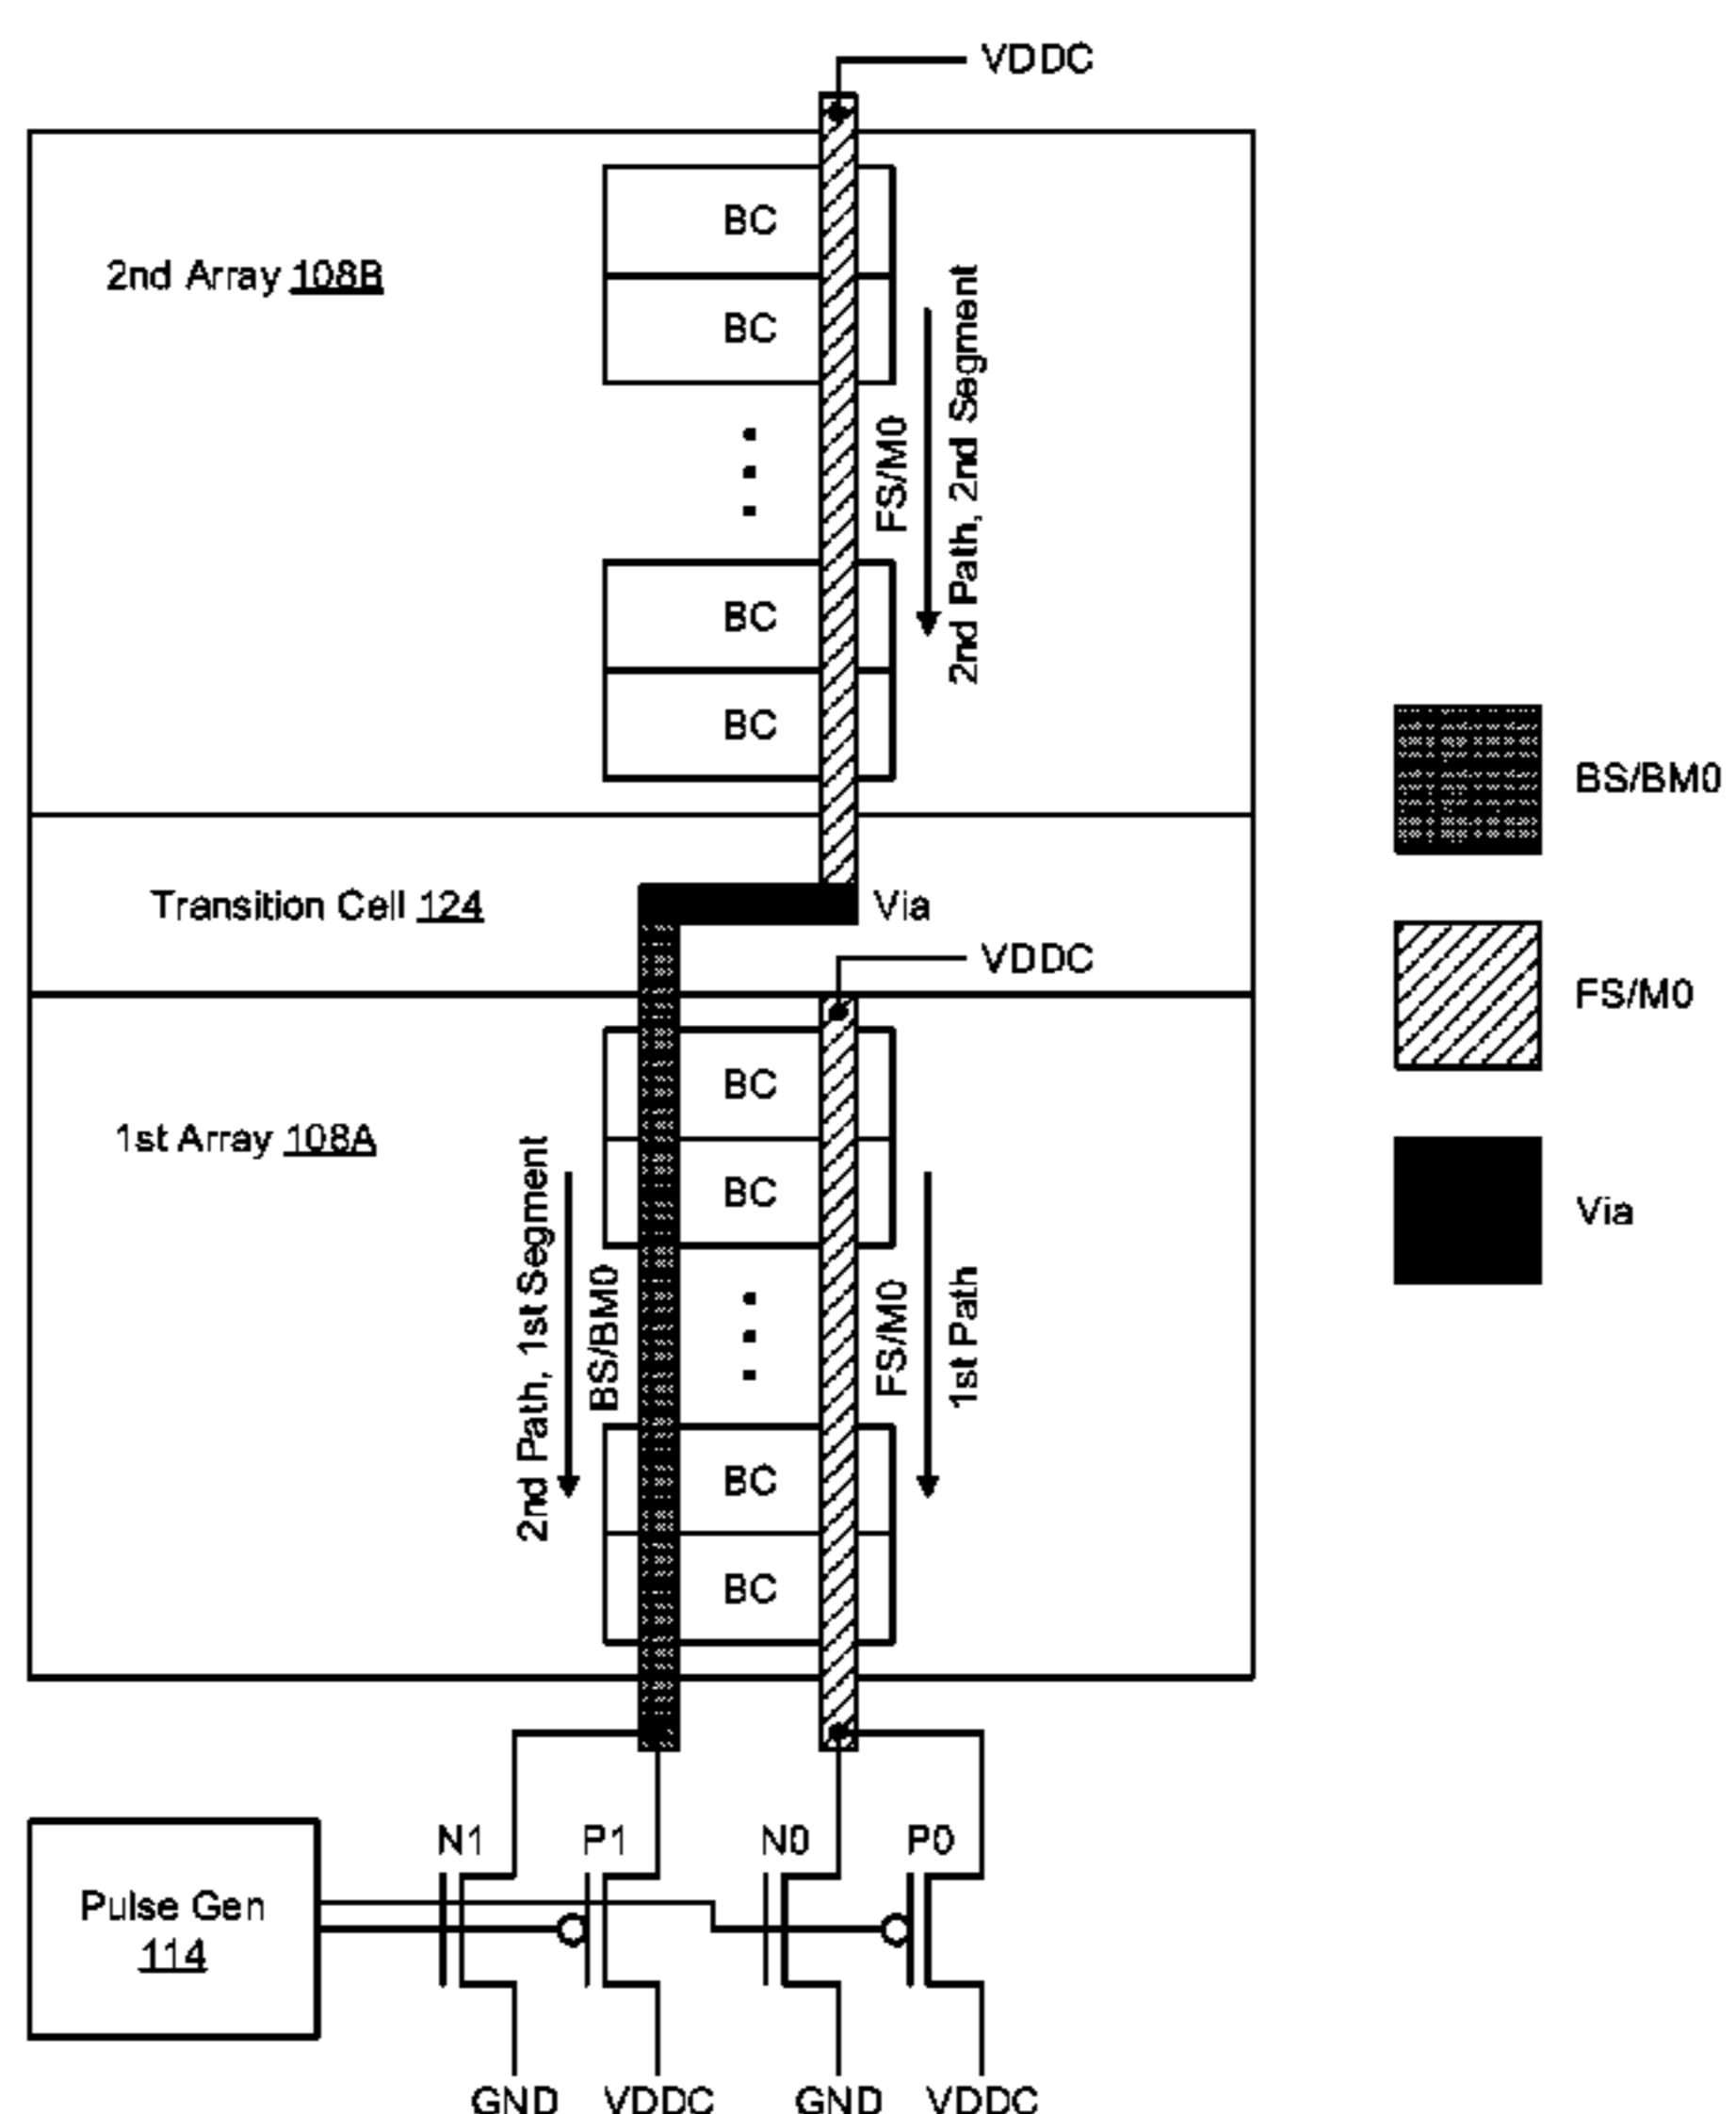 VDDC
BC
2nd Array 108B
BC
FS/M0
2nd Path, 2nd Segment
BC
BC
BS/BM0
Transition Cell 124
Via
VDDC
FS/M0
BC
1st Array 108A
BC
Via
2nd Path, 1st Segment
BS/BM0
FS/M0
1st Path
BC
BC
N1
P1
N0
P0
Pulse Gen
114
GND
VDDC
GND
VDDC